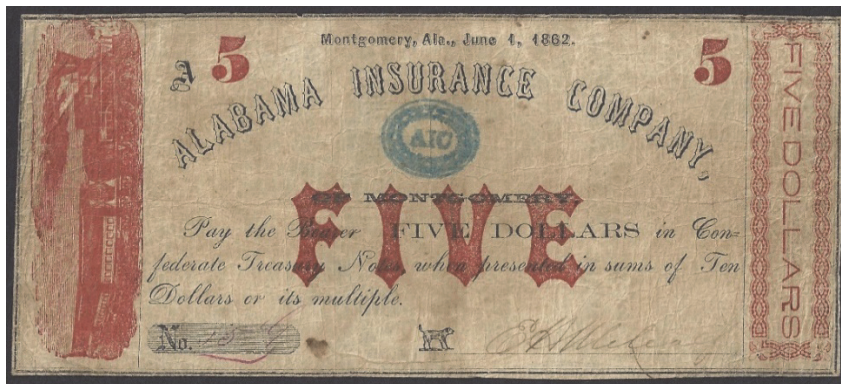 Montgomery, Ala., June 1, 1862.
A 5 5
ALABAMA INSURANCE COMPANY,
AIC
OF MONTGOMERY.
FIVE
Pay the Bearer FIVE DOLLARS in Con=
federate Treasury Notes, when presented in sums of Ten
Dollars or its multiple.
No.
FIVE DOLLARS